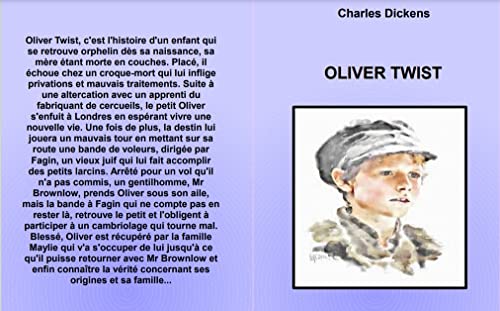 Oliver Twist, c'est l'histoire d'un enfant qui
se retrouve orphelin dès sa naissance, sa
mère étant morte en couches. Placé, il
échoue chez un croque-mort qui lui inflige
privations et mauvais traitements. Suite à
une altercation avec un apprenti du
fabriquant de cercueils, le petit Oliver
s'enfuit à Londres en espérant vivre une
nouvelle vie. Une fois de plus, la destin lui
jouera un mauvais tour en mettant sur sa
route une bande de voleurs, dirigée par
Fagin, un vieux juif qui lui fait accomplir
des petits larcins. Arrêté pour un vol qu'il
n'a pas commis, un gentilhomme, Mr
Brownlow, prends Oliver sous son aile,
mais la bande à Fagin qui ne compte pas en
rester là, retrouve le petit et l'obligent à
participer à un cambriolage qui tourne mal.
Blessé, Oliver est récupéré par la famille
Maylie qui v'a s'occuper de lui jusqu'à ce
qu'il puisse retourner avec Mr Brownlow et
enfin connaître la vérité concernant ses
origines et sa famille...
Charles Dickens
OLIVER TWIST